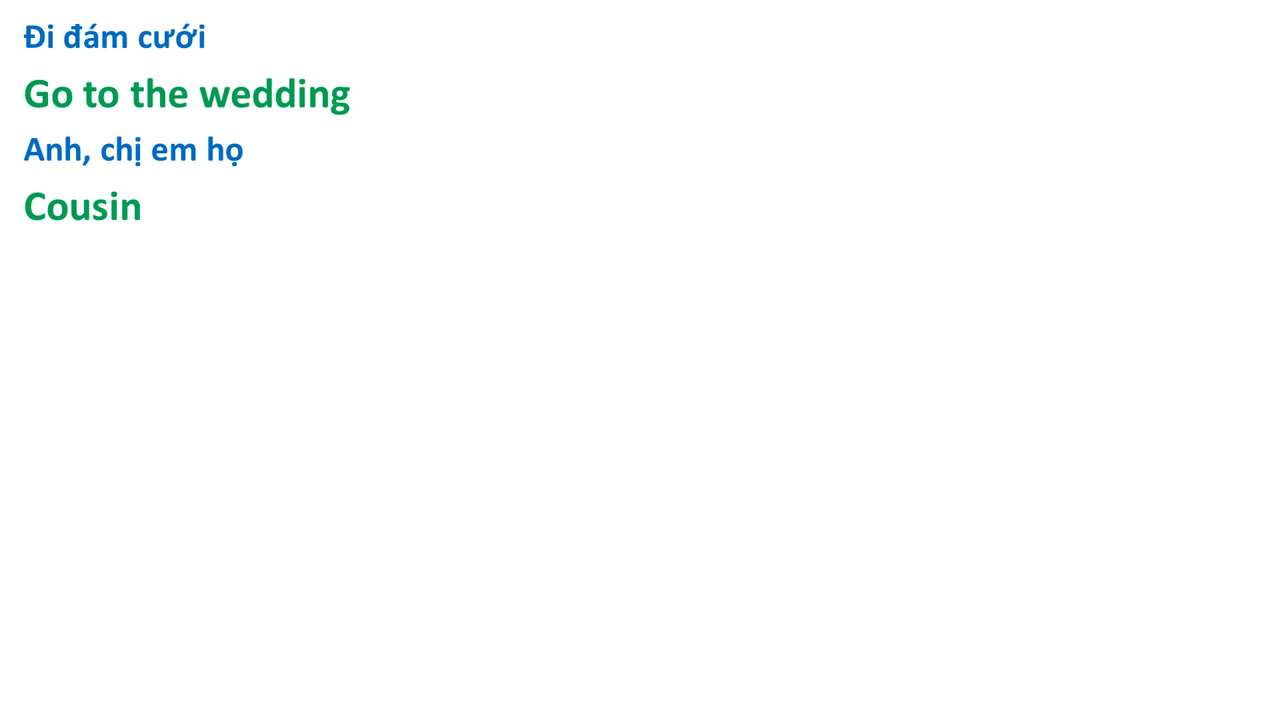 Đi đám cưới
Go to the wedding
Anh, chị em họ
Cousin